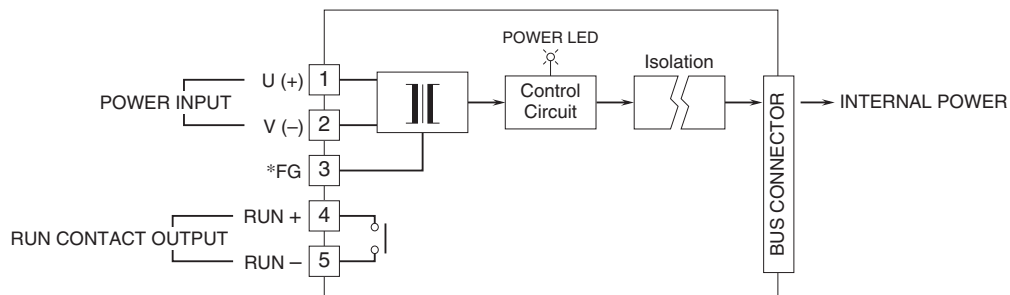 POWER LED
Isolation
POWER INPUT
U (+)
1
V (–)
2
*FG
3
Control
Circuit
BUS CONNECTOR
INTERNAL POWER
RUN CONTACT OUTPUT
RUN +
4
RUN –
5